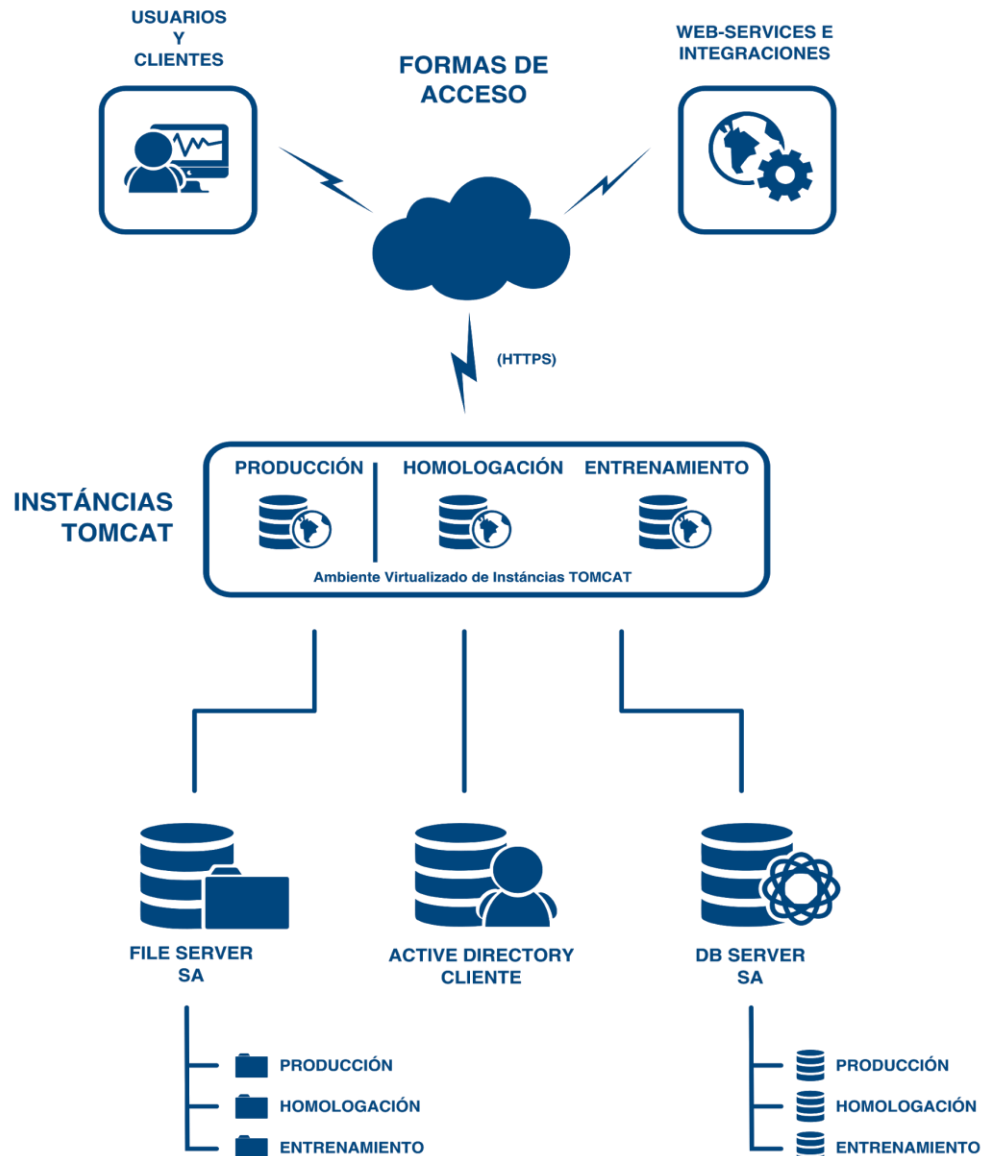 USUARIOS
Y
CLIENTES
FORMAS DE
ACCESO
WEB-SERVICES E
INTEGRACIONES
(HTTPS)
INSTÁNCIAS
TOMCAT
PRODUCCIÓN
HOMOLOGACIÓN
ENTRENAMIENTO
Ambiente Virtualizado de Instáncias TOMCAT
FILE SERVER
SA
ACTIVE DIRECTORY
CLIENTE
DB SERVER
SA
PRODUCCIÓN
HOMOLOGACIÓN
ENTRENAMIENTO
PRODUCCIÓN
HOMOLOGACIÓN
ENTRENAMIENTO